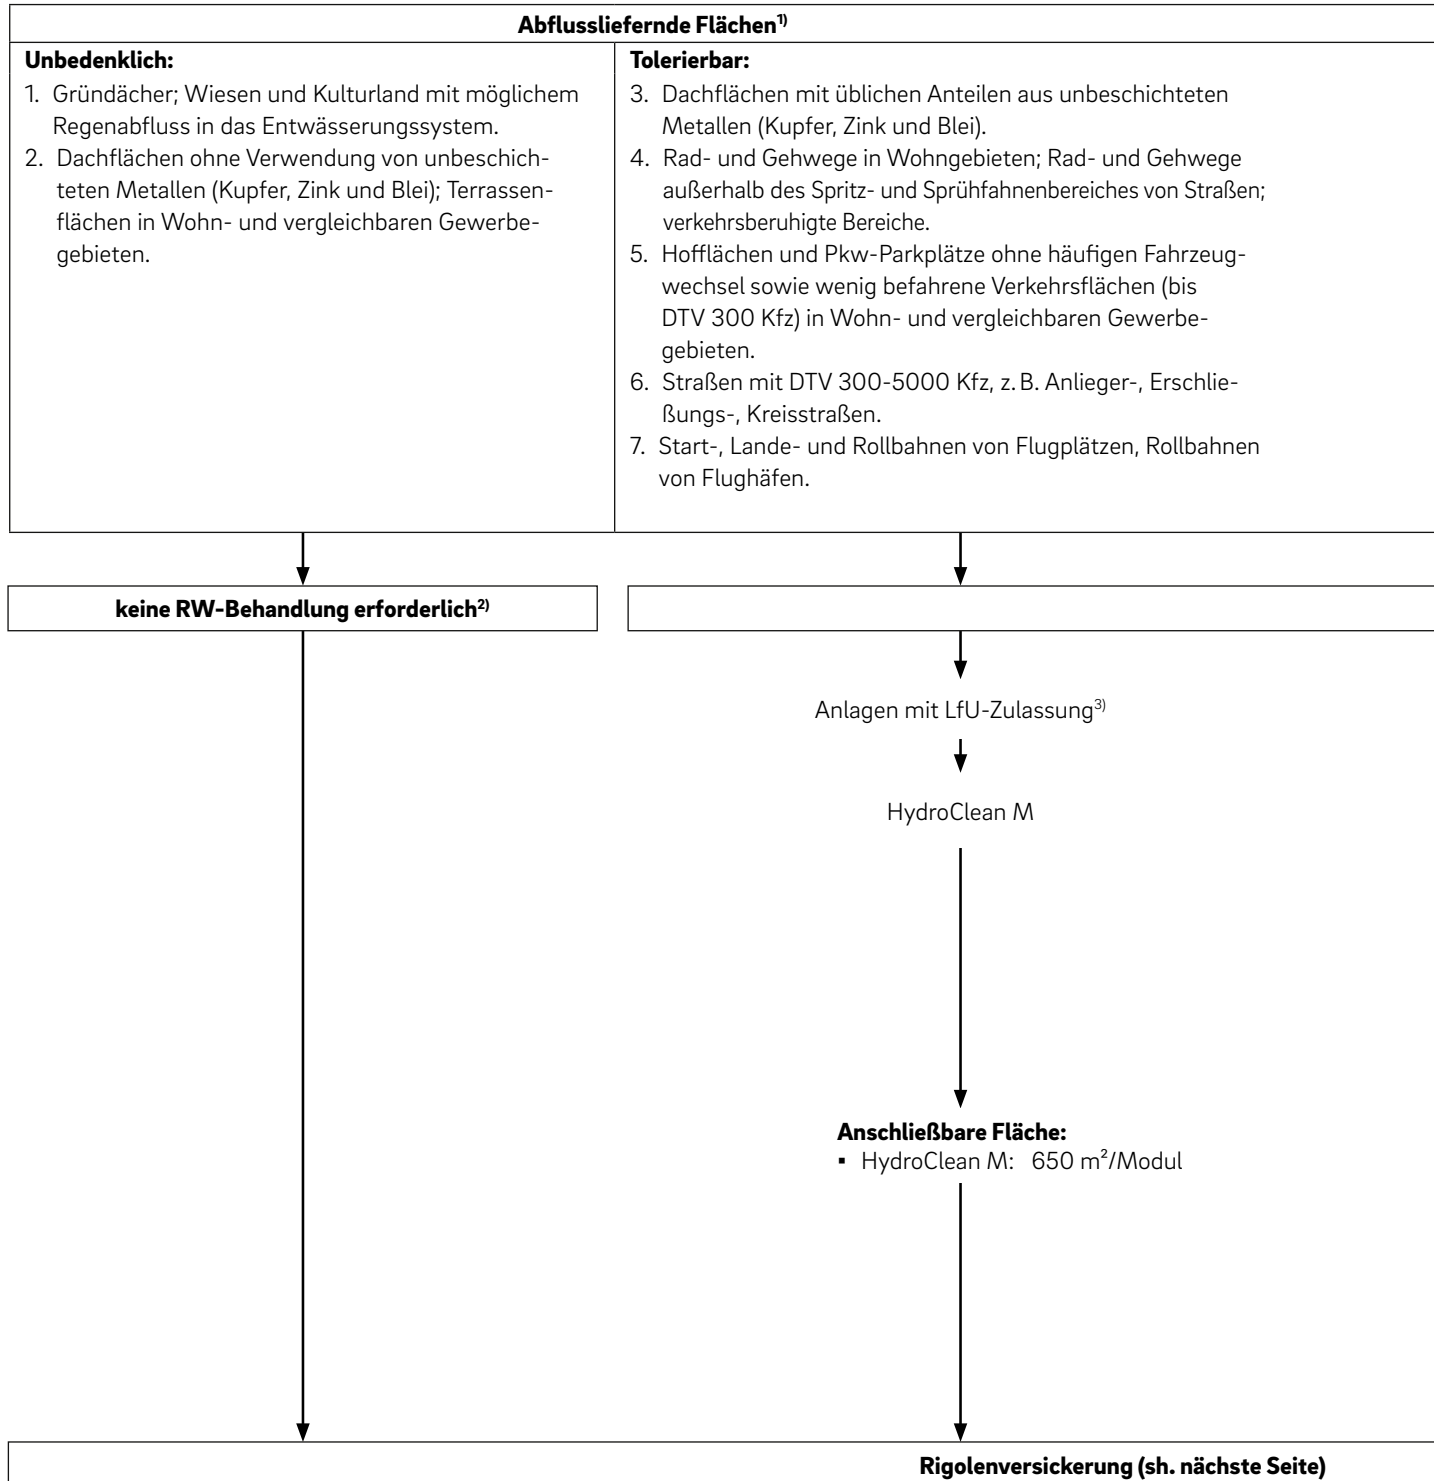 Abflussliefernde Flächen1)
Unbedenklich:
1. Gründächer; Wiesen und Kulturland mit möglichem
Regenabfluss in das Entwässerungssystem.
2. Dachflächen ohne Verwendung von unbeschich-
teten Metallen (Kupfer, Zink und Blei); Terrassen-
flächen in Wohn- und vergleichbaren Gewerbe-
gebieten.
Tolerierbar:
3. Dachflächen mit üblichen Anteilen aus unbeschichteten
Metallen (Kupfer, Zink und Blei).
4. Rad- und Gehwege in Wohngebieten; Rad- und Gehwege
außerhalb des Spritz- und Sprühfahnenbereiches von Straßen;
verkehrsberuhigte Bereiche.
5. Hofflächen und Pkw-Parkplätze ohne häufigen Fahrzeug-
wechsel sowie wenig befahrene Verkehrsflächen (bis
DTV 300 Kfz) in Wohn- und vergleichbaren Gewerbe-
gebieten.
6. Straßen mit DTV 300-5000 Kfz, z. B. Anlieger-, Erschlie-
ßungs-, Kreisstraßen.
7. Start-, Lande- und Rollbahnen von Flugplätzen, Rollbahnen
von Flughäfen.
keine RW-Behandlung erforderlich2)
Anlagen mit LfU-Zulassung3)
HydroClean M
Anschließbare Fläche:
▪ HydroClean M: 650 m²/Modul
Rigolenversickerung (sh. nächste Seite)